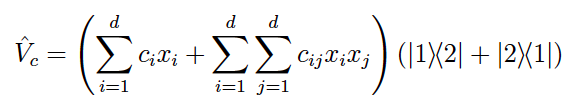 $$\hat{V}_c = \left( \sum_{i=1}^{d} c_i x_i + \sum_{i=1}^{d} \sum_{j=1}^{d} c_{ij} x_i x_j \right) (|1\rangle\langle 2| + |2\rangle\langle 1|)$$